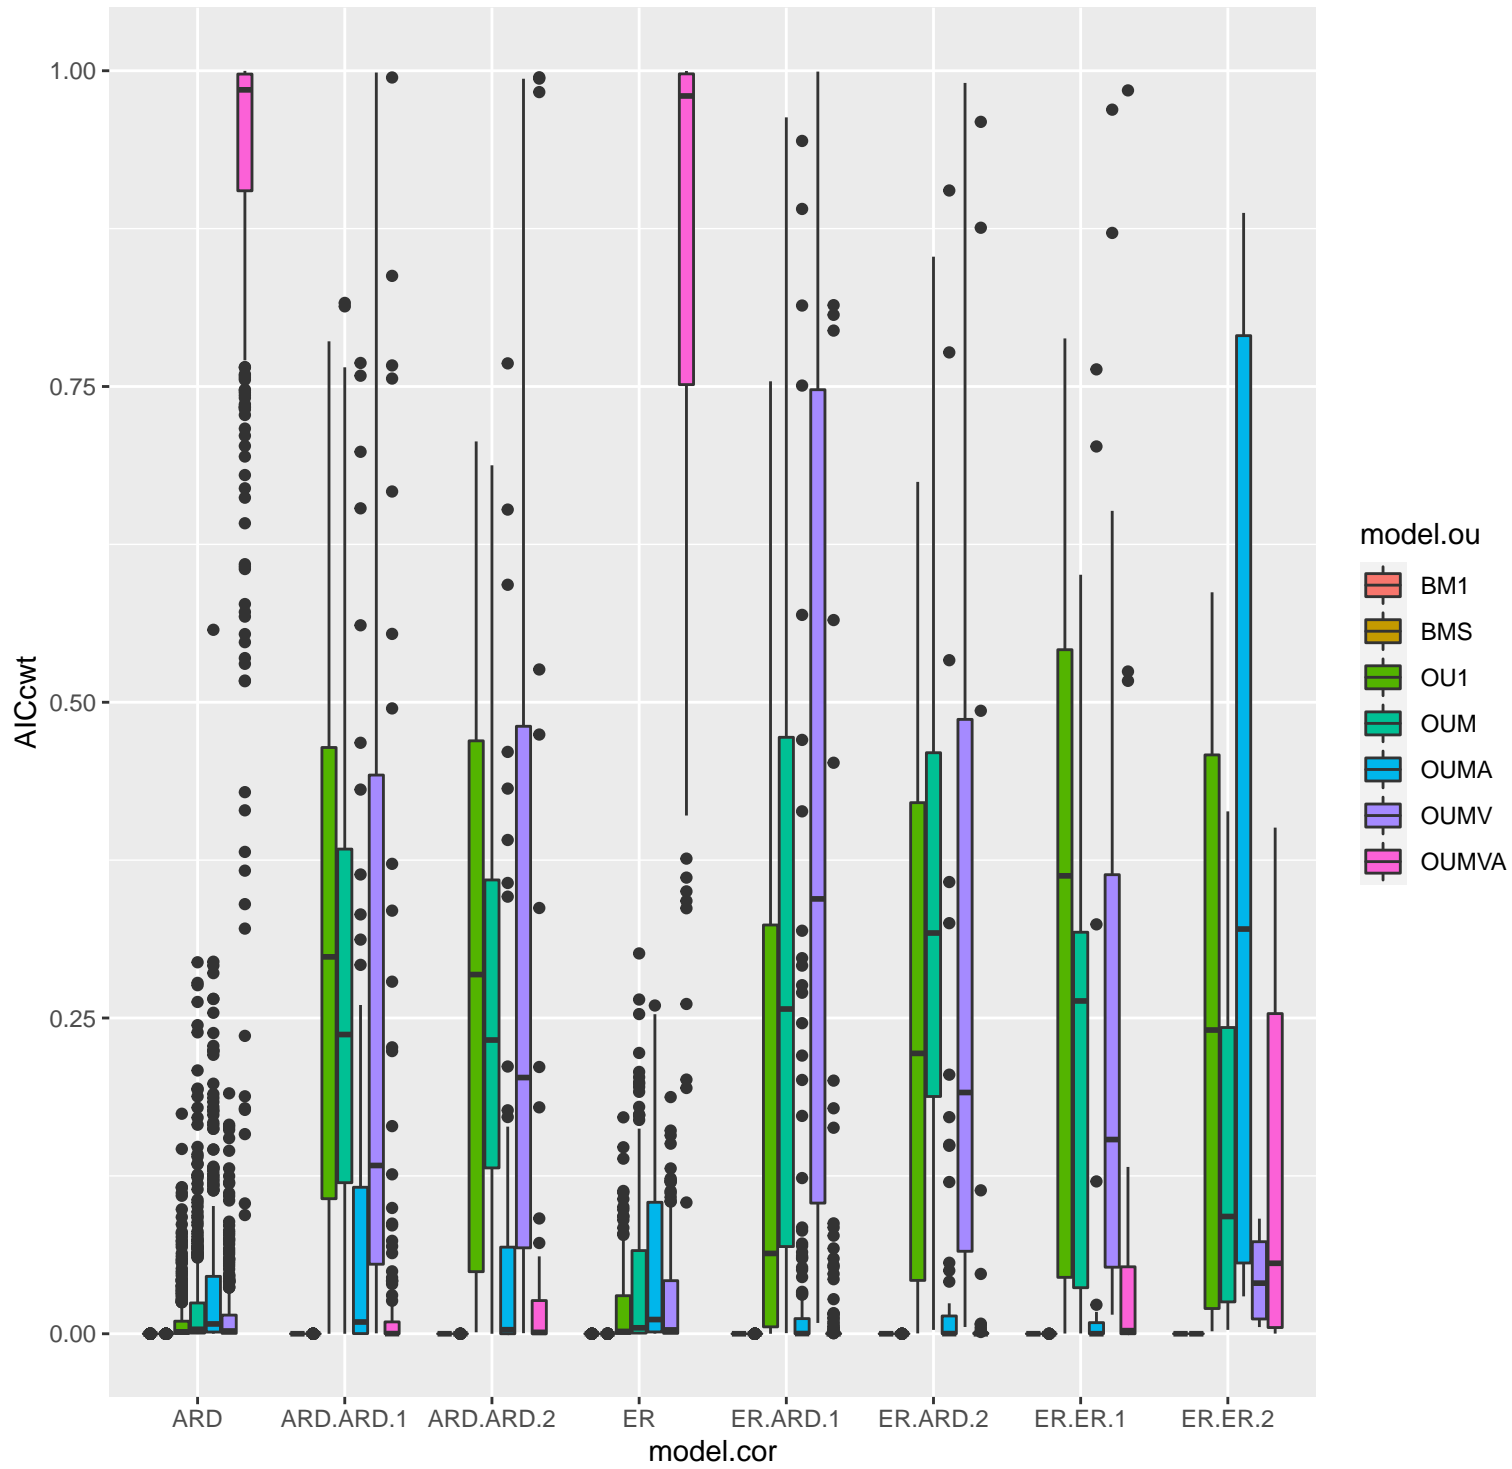 1.00
0.75
0.50
0.25
0.00
AICcwt
ARD
ARD.ARD.1
ARD.ARD.2
ER
ER.ARD.1
ER.ARD.2
ER.ER.1
ER.ER.2
model.cor
model.ou
BM1
BMS
OU1
OUM
OUMA
OUMV
OUMVA